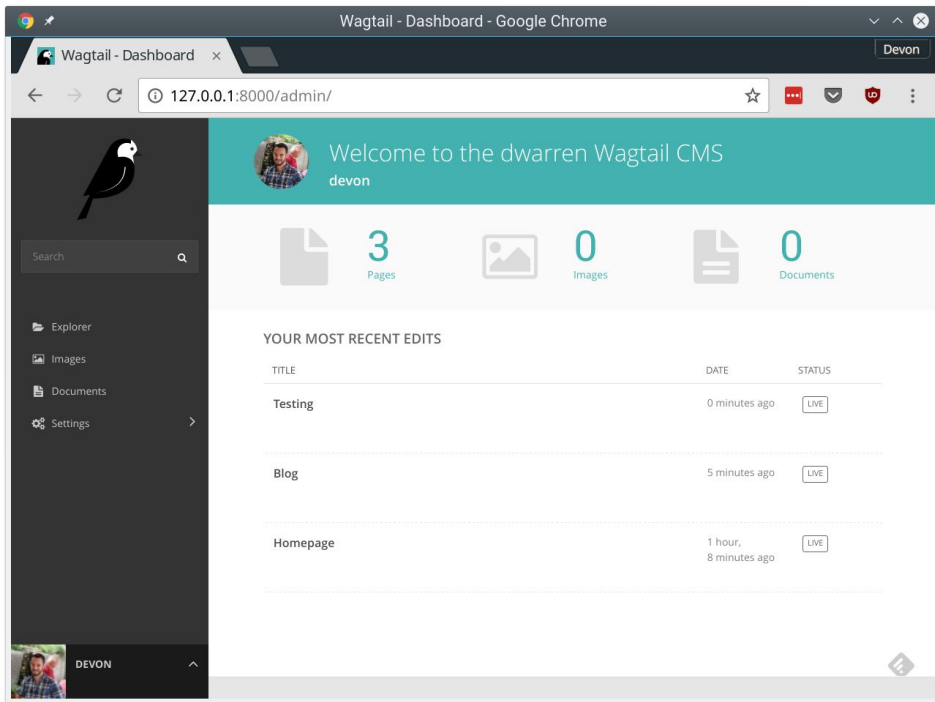 Wagtail - Dashboard - Google Chrome
Wagtail - Dashboard
Devon
127.0.0.1:8000/admin/
Welcome to the dwarren Wagtail CMS
devon
Search
3
Pages
0
Images
0
Documents
Explorer
Images
Documents
Settings
YOUR MOST RECENT EDITS
TITLE DATE STATUS
Testing 0 minutes ago LIVE
Blog 5 minutes ago LIVE
Homepage 1 hour, LIVE
8 minutes ago
DEVON